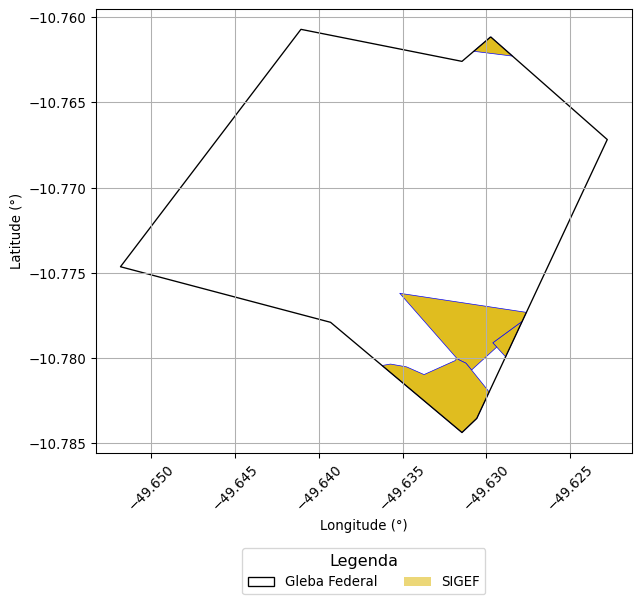 −10.760
−10.765
−10.770
−10.775
−10.780
−10.785
Latitude (°)
−49.650
−49.645
−49.640
−49.635
−49.630
−49.625
Longitude (°)
Legenda
Gleba Federal
SIGEF